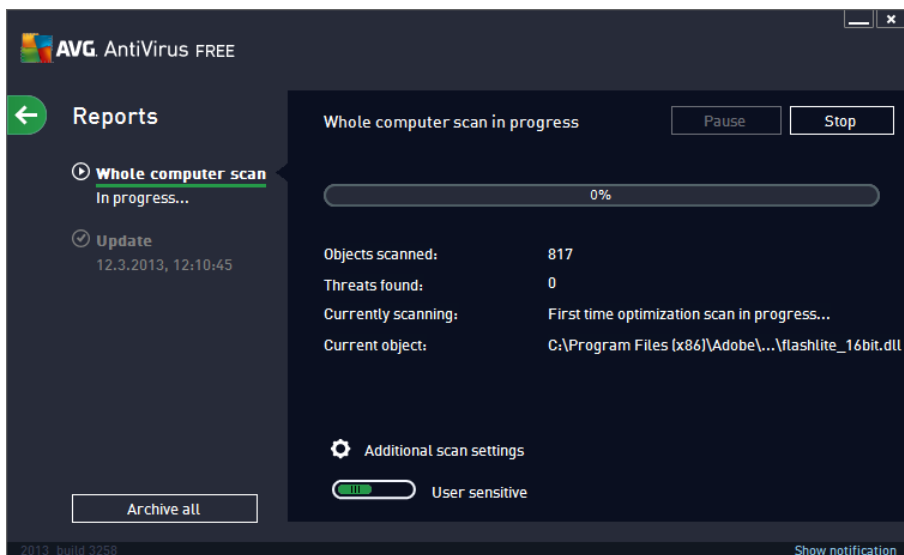 AVG. AntiVirus FREE
Reports
Whole computer scan
In progress...
Update
12.3.2013, 12:10:45
Archive all
Whole computer scan in progress
Pause
Stop
0%
Objects scanned: 817
Threats found: 0
Currently scanning: First time optimization scan in progress...
Current object: C:\Program Files (x86)\Adobe\...\flashlite_16bit.dll
Additional scan settings
User sensitive
2013 build 3258
Show notification